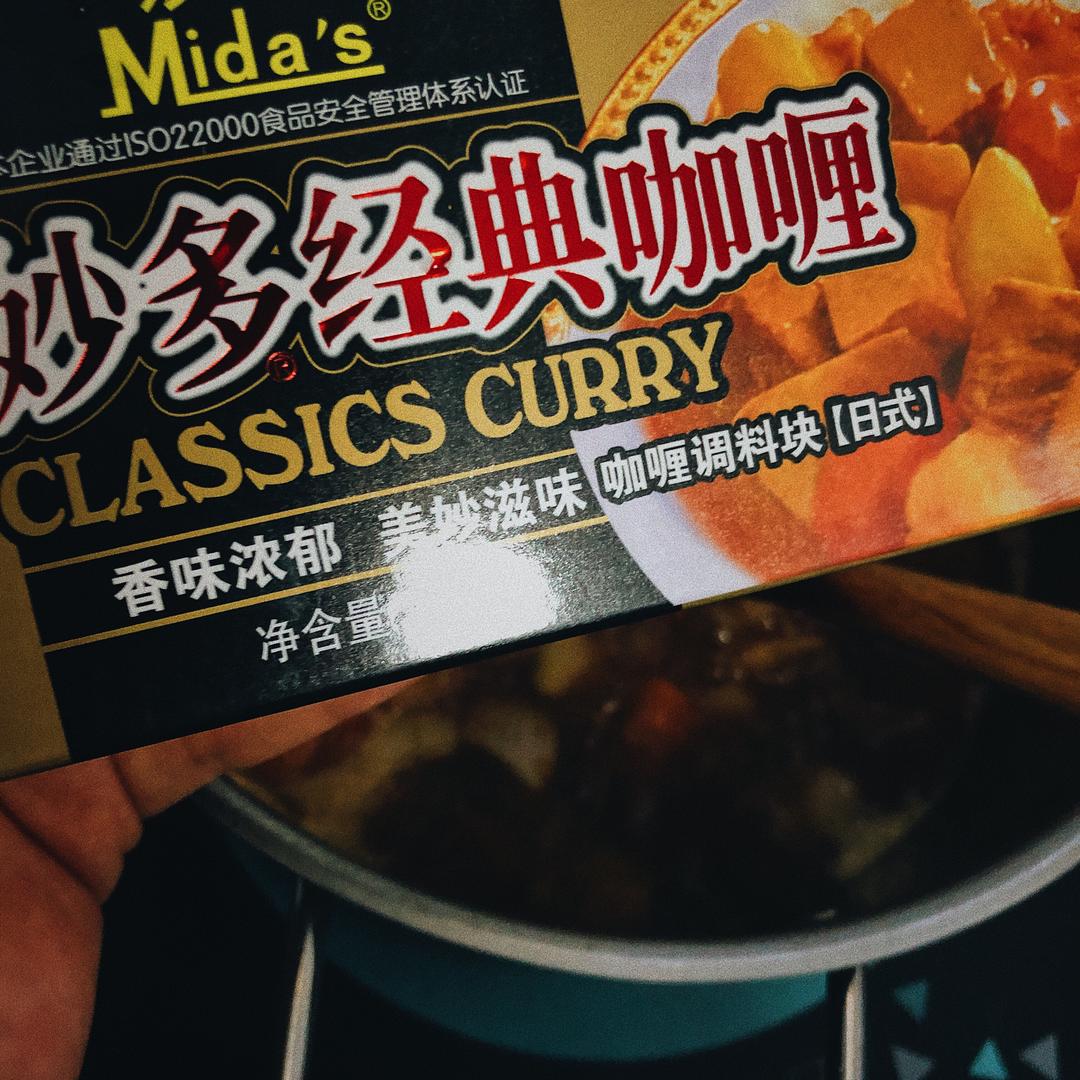 Mida's®
企业通过ISO22000食品安全管理体系认证
妙多经典咖喱
®
CLASSICS CURRY
咖喱调料块【日式】
香味浓郁 美妙滋味
净含量